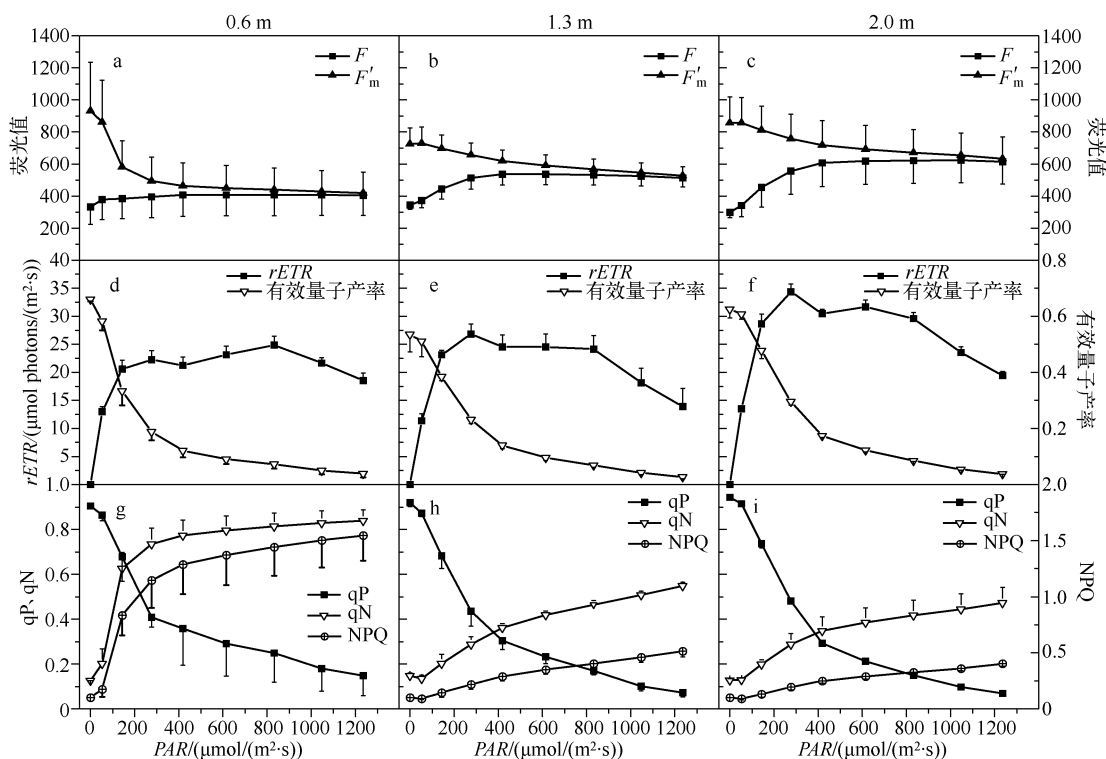 0.6 m 1.3 m 2.0 m
1400 1400
1200 a F b F c F 1200
F′m F′m F′m
1000 1000
800 800
600 600
400 400
200 200
荧光值 荧光值
40 0.8
35 d rETR e rETR f rETR
有效量子产率 有效量子产率 有效量子产率
30 0.6
25
20 0.4
15
10 0.2
5
rETR/(μmol photons/(m²·s)) 有效量子产率
1.0 2.0
g h qP i qP
qN qN
NPQ NPQ
0.8 1.5
0.6
qP
qN
NPQ
1.0
0.4
0.2 0.5
0 0
qP、qN NPQ
0 200 400 600 800 1000 1200 0 200 400 600 800 1000 1200 0 200 400 600 800 1000 1200
PAR/(μmol/(m²·s)) PAR/(μmol/(m²·s)) PAR/(μmol/(m²·s))